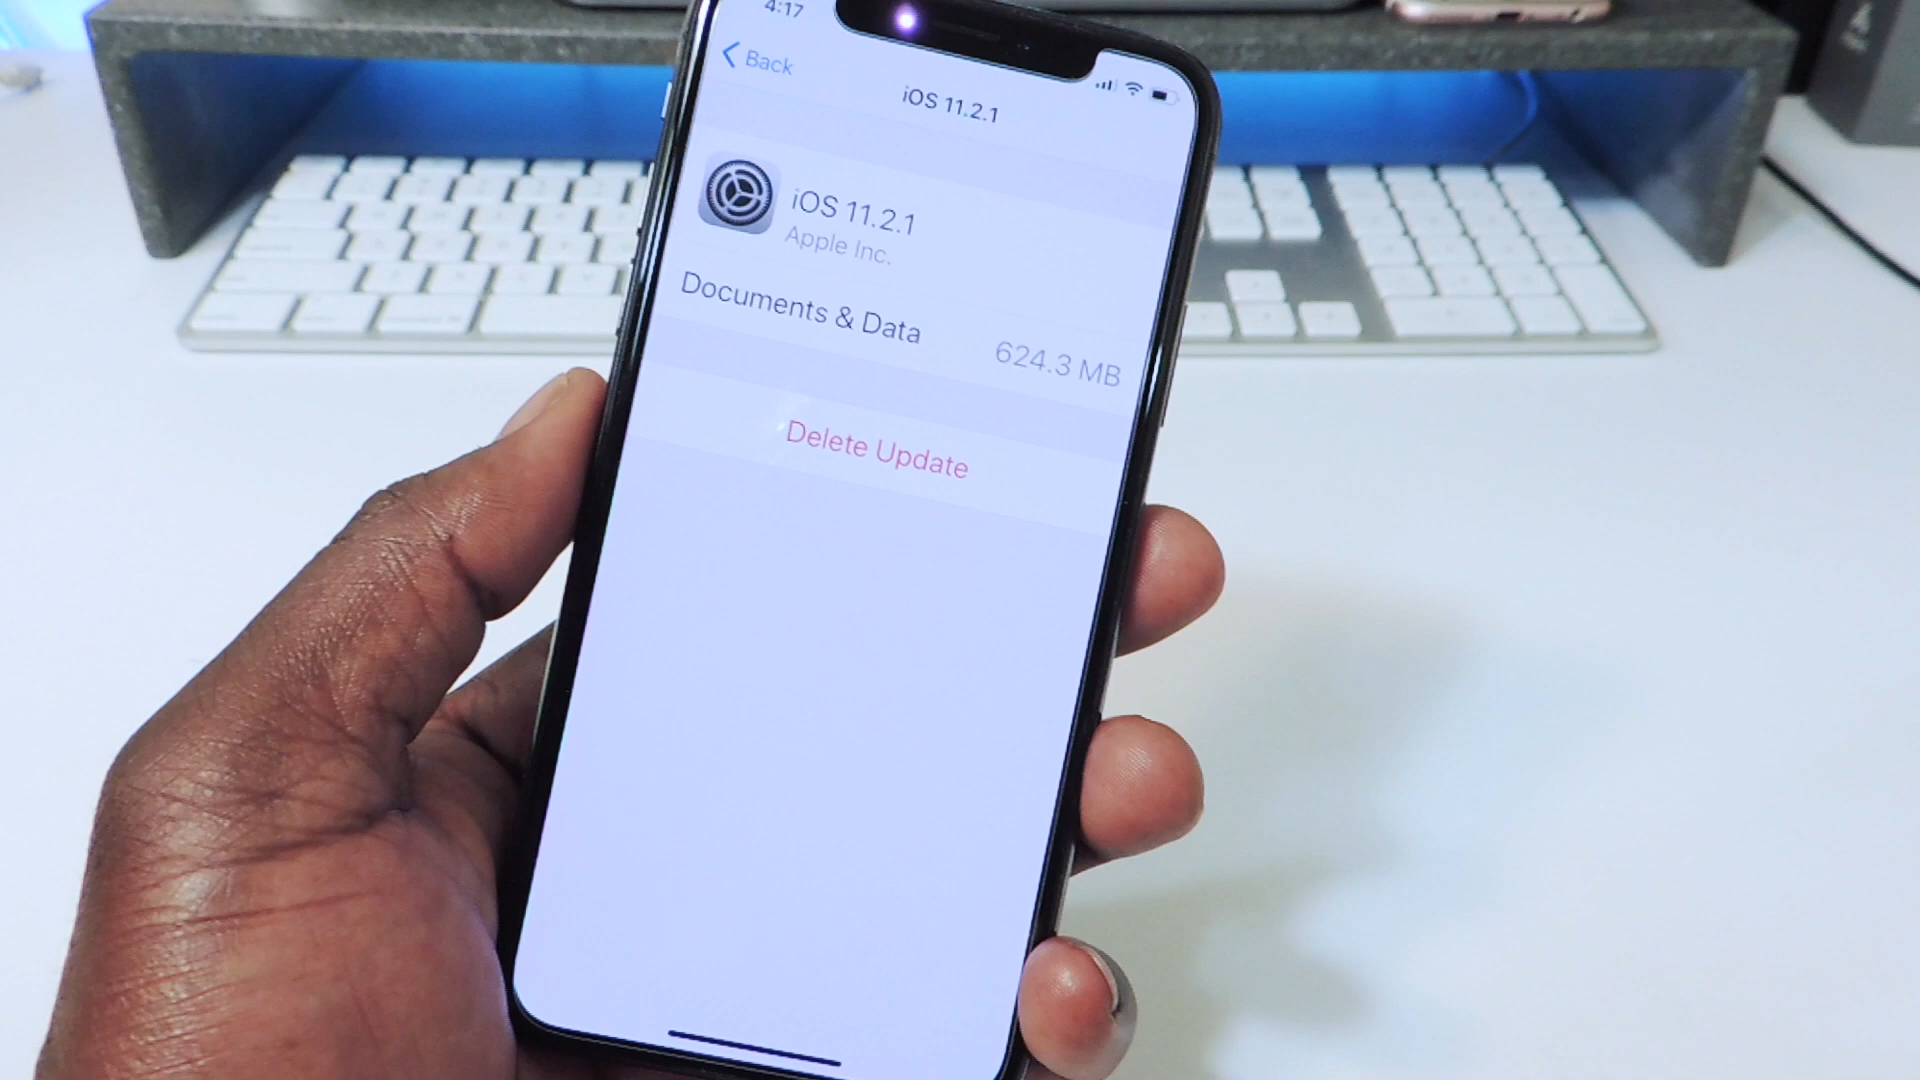 4:17
Back
iOS 11.2.1
iOS 11.2.1
Apple Inc.
Documents & Data
624.3 MB
Delete Update